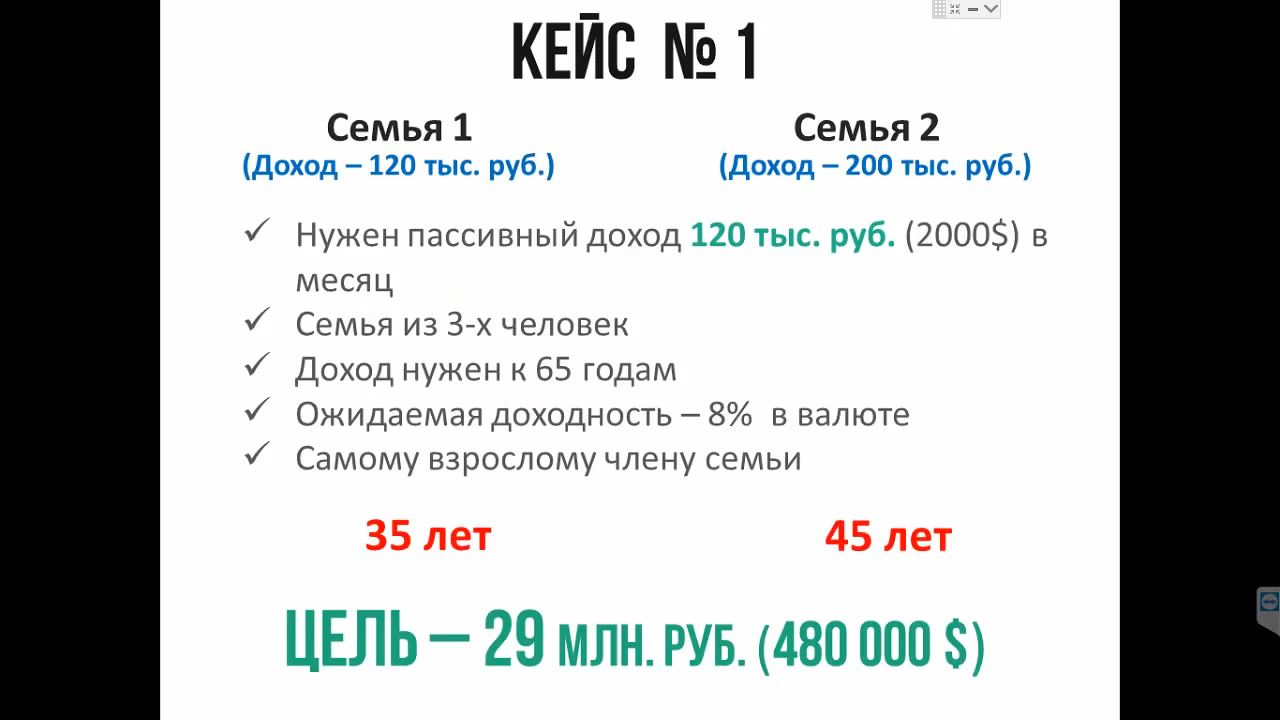 КЕЙС № 1
Семья 1
(Доход – 120 тыс. руб.)
Семья 2
(Доход – 200 тыс. руб.)
Нужен пассивный доход 120 тыс. руб. (2000$) в
месяц
Семья из 3-х человек
Доход нужен к 65 годам
Ожидаемая доходность – 8% в валюте
Самому взрослому члену семьи
35 лет
45 лет
ЦЕЛЬ – 29 МЛН. РУБ. (480 000 $)